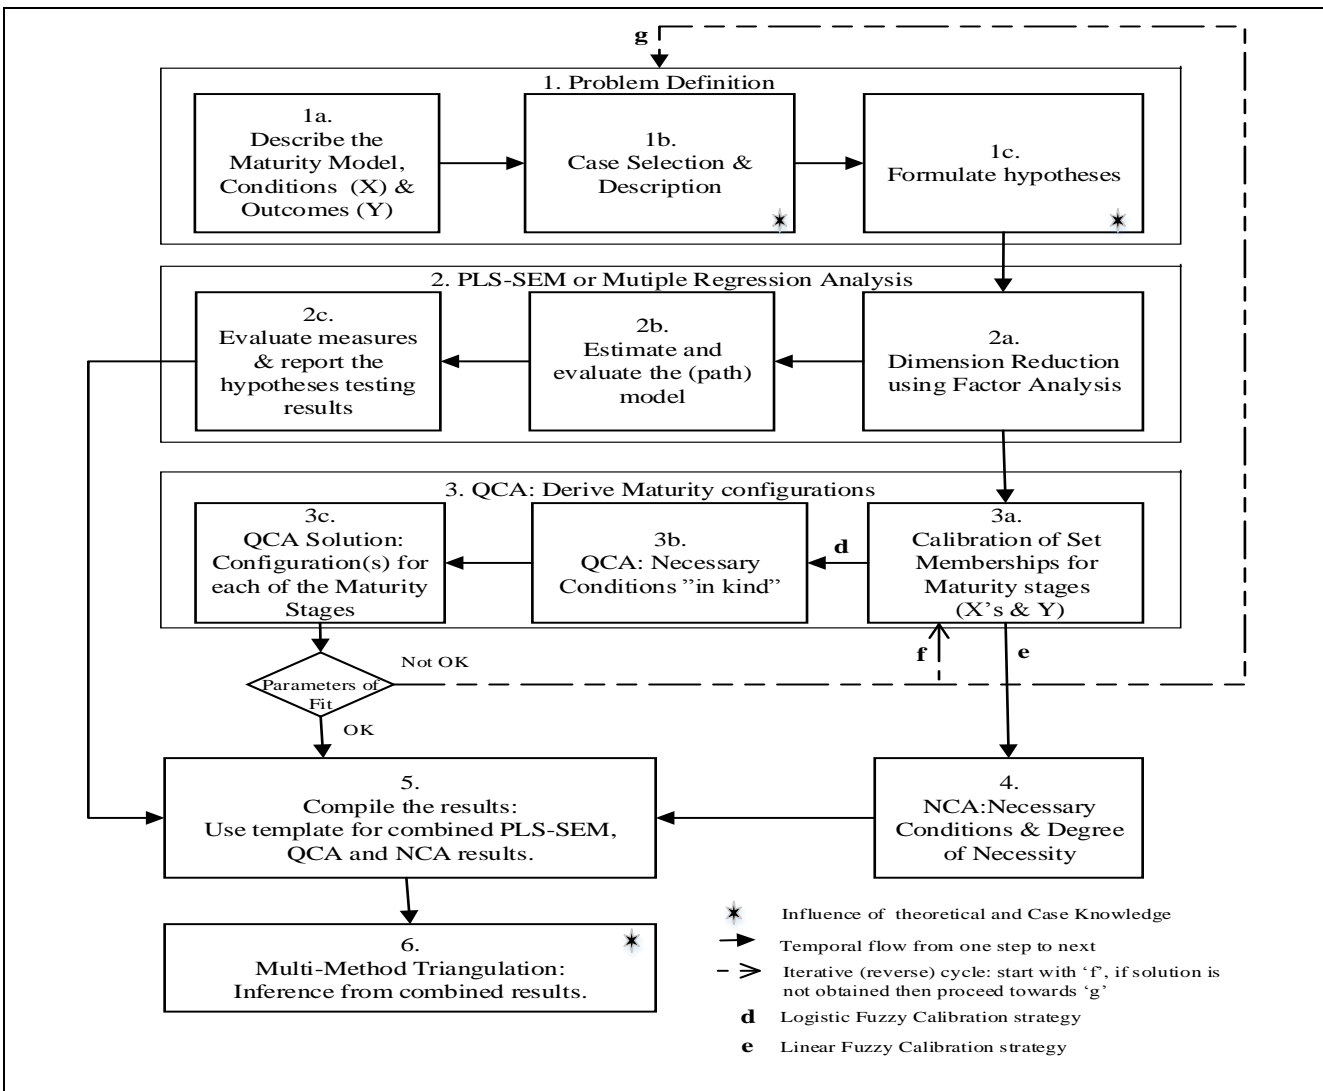 g
1. Problem Definition
1a.
Describe the
Maturity Model,
Conditions (X) &
Outcomes (Y)
1b.
Case Selection &
Description
1c.
Formulate hypotheses
2. PLS-SEM or Mutiple Regression Analysis
2c.
Evaluate measures
& report the
hypotheses testing
results
2b.
Estimate and
evaluate the (path)
model
2a.
Dimension Reduction
using Factor Analysis
3. QCA: Derive Maturity configurations
3c.
QCA Solution:
Configuration(s) for
each of the Maturity
Stages
3b.
QCA: Necessary
Conditions ”in kind”
d
3a.
Calibration of Set
Memberships for
Maturity stages
(X’s & Y)
f
e
Not OK
Parameters of
Fit
OK
5.
Compile the results:
Use template for combined PLS-SEM,
QCA and NCA results.
4.
NCA:Necessary
Conditions & Degree
of Necessity
6.
Multi-Method Triangulation:
Inference from combined results.
Influence of theoretical and Case Knowledge
Temporal flow from one step to next
Iterative (reverse) cycle: start with ‘f’, if solution is
not obtained then proceed towards ‘g’
d Logistic Fuzzy Calibration strategy
e Linear Fuzzy Calibration strategy